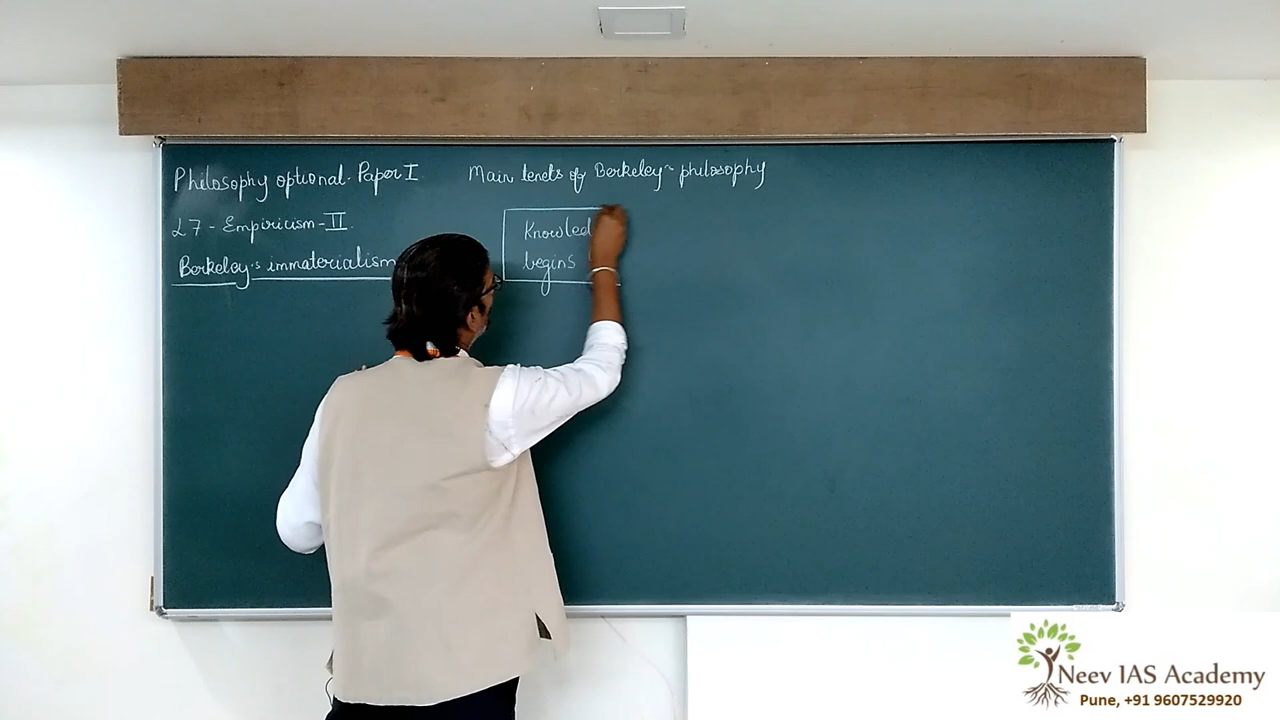 Philosophy optional. Paper I
L7 - Empiricism - II.
Berkeley's immaterialism
Main tenets of Berkeley~ philosophy
Knowled
begins
Neev IAS Academy
Pune, +91 9607529920